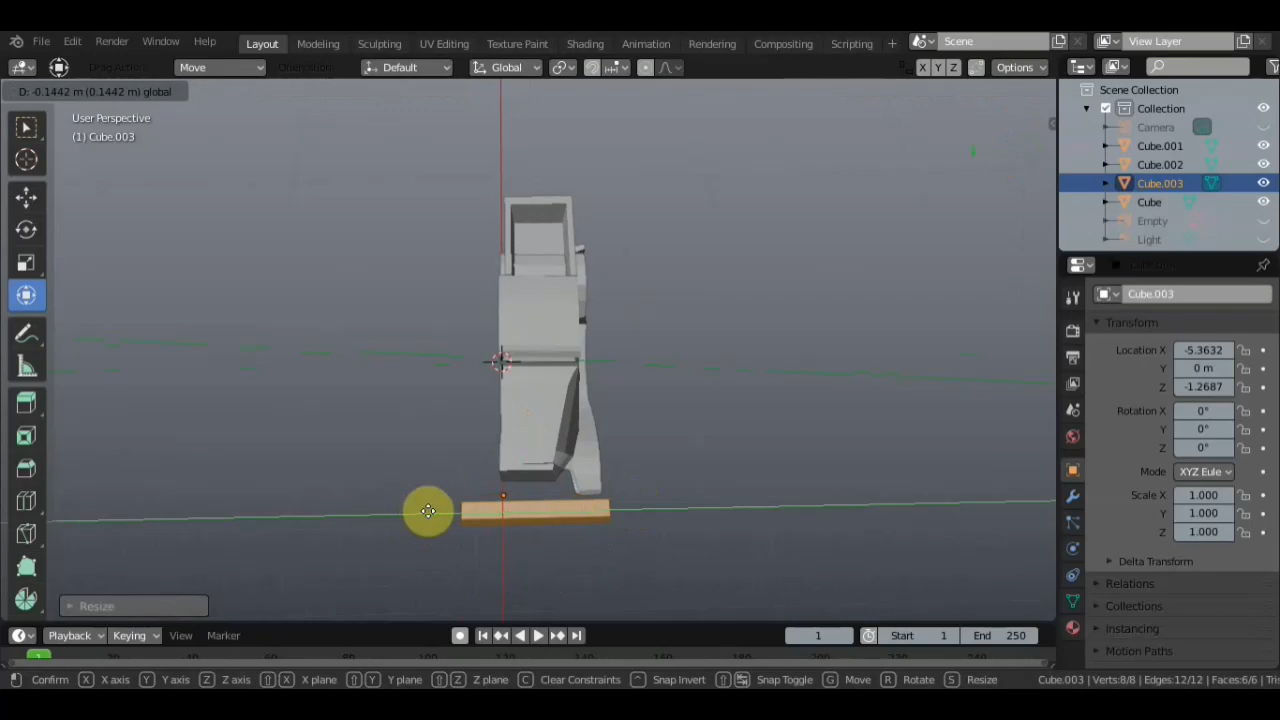 File Edit Render Window Help Layout Modeling Sculpting UV Editing Texture Paint Shading Animation Rendering Compositing Scripting + Scene View Layer
Drag Action: Move Orientation: Default Global X Y Z Options
D: -0.1442 m (0.1442 m) global
User Perspective
(1) Cube.003
Scene Collection
Collection
Camera
Cube.001
Cube.002
Cube.003
Cube
Empty
Light
Cube.003
Transform
Location X -5.3632
Y 0 m
Z -1.2687
Rotation X 0°
Y 0°
Z 0°
Mode XYZ Eule
Scale X 1.000
Y 1.000
Z 1.000
Delta Transform
Relations
Collections
Instancing
Motion Paths
Resize
Playback Keying View Marker 1 Start 1 End 250
1
Confirm X X axis Y Y axis Z Z axis X X plane Y Y plane Z Z plane C Clear Constraints ^ Snap Invert Snap Toggle G Move R Rotate S Resize Cube.003 | Verts:8/8 | Edges:12/12 | Faces:6/6 | Tris